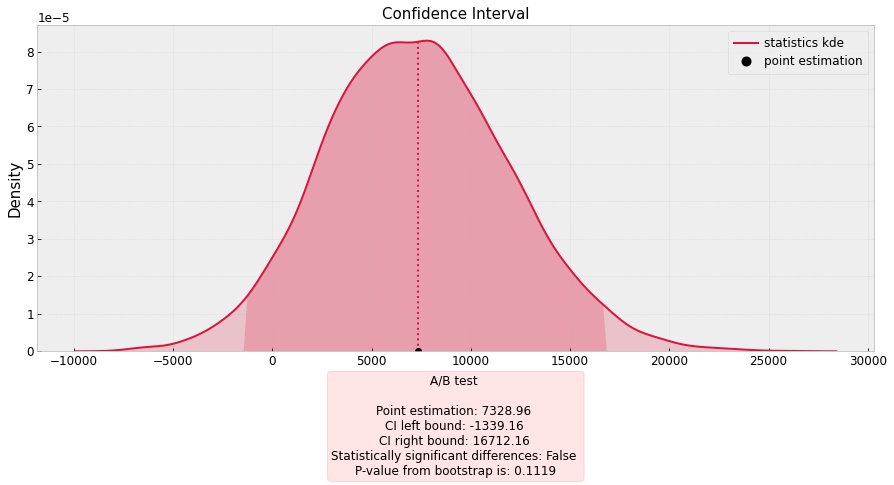 Confidence Interval
1e−5
statistics kde
point estimation
8
7
6
5
4
3
2
1
0
Density
−10000
−5000
0
5000
10000
15000
20000
25000
30000
A/B test
Point estimation: 7328.96
CI left bound: -1339.16
CI right bound: 16712.16
Statistically significant differences: False
P-value from bootstrap is: 0.1119